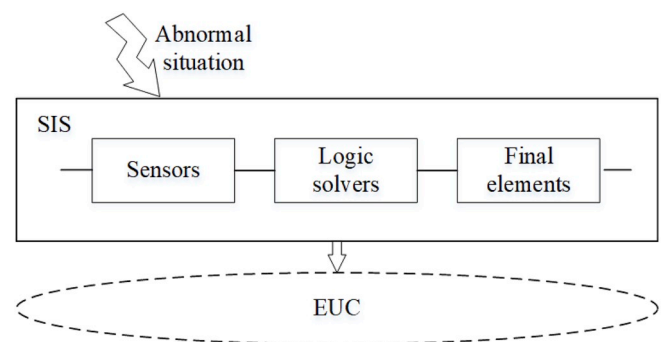 Abnormal
situation
SIS
Sensors
Logic
solvers
Final
elements
EUC